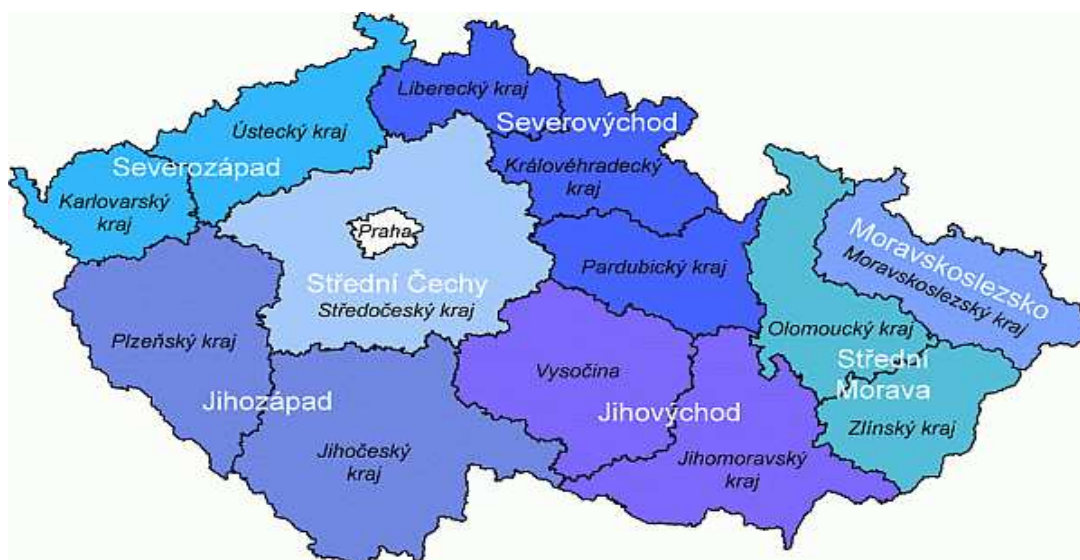 Liberecký kraj
Severovýchod
Ústecký kraj
Severozápad
Královéhradecký
kraj
Karlovarský
kraj
Praha
Moravskoslezsko
Moravskoslezský kraj
Pardubický kraj
Střední Čechy
Středočeský kraj
Plzeňský kraj
Olomoucký kraj
Střední
Morava
Vysočina
Jihozápad
Jihovýchod
Zlínský kraj
Jihočeský
kraj
Jihomoravský
kraj